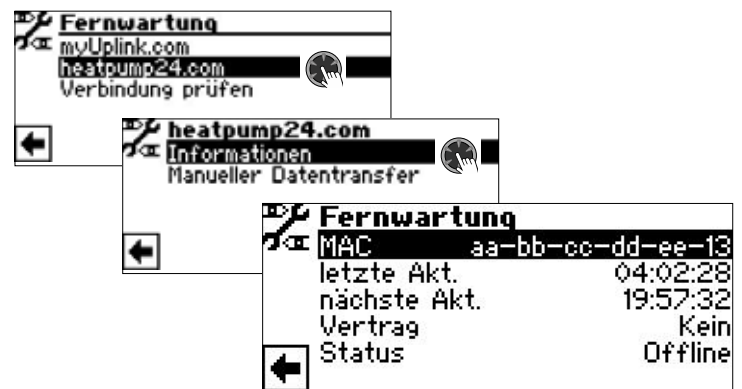 Fernwartung
myUplink.com
heatpump24.com
Verbindung prüfen
heatpump24.com
Informationen
Manueller Datentransfer
Fernwartung
MAC aa-bb-cc-dd-ee-13
letzte Akt. 04:02:28
nächste Akt. 19:57:32
Vertrag Kein
Status Offline